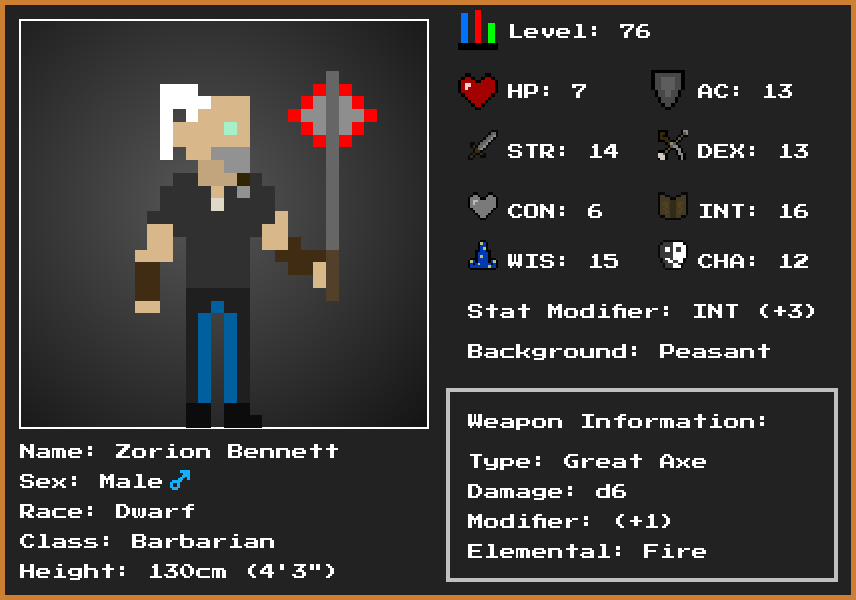 Level: 76
HP: 7 AC: 13
STR: 14 DEX: 13
CON: 6 INT: 16
WIS: 15 CHA: 12
Stat Modifier: INT (+3)
Background: Peasant
Weapon Information:
Type: Great Axe
Damage: d6
Modifier: (+1)
Elemental: Fire
Name: Zorion Bennett
Sex: Male♂
Race: Dwarf
Class: Barbarian
Height: 130cm (4'3")